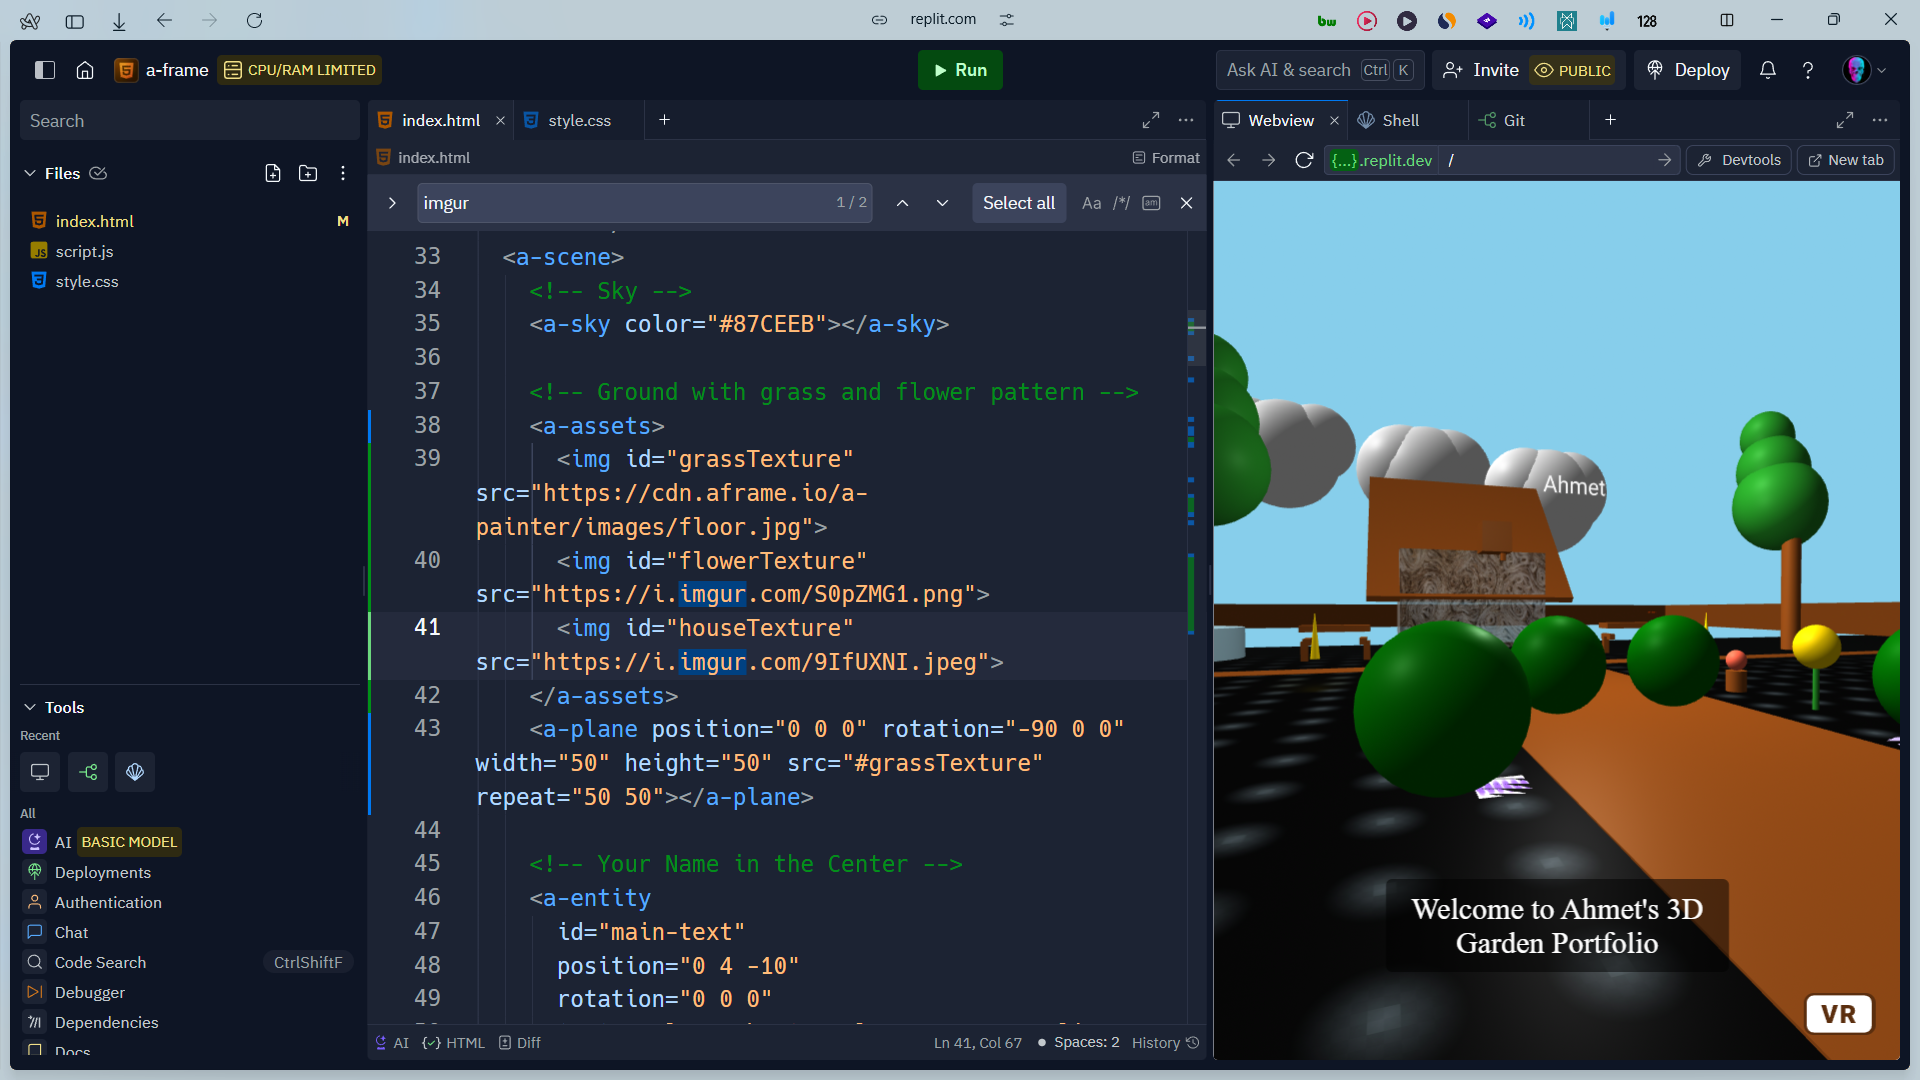 replit.com
bw
128
a-frame
CPU/RAM LIMITED
Run
Ask AI & search Ctrl K
Invite
PUBLIC
Deploy
Search
Files
index.html M
JS script.js
style.css
Tools
Recent
All
AI BASIC MODEL
Deployments
Authentication
Chat
Code Search CtrlShiftF
Debugger
Dependencies
Docs
index.html
style.css
index.html
Format
imgur 1 / 2
Select all
Aa /*/ am
33 <a-scene>
34 <!-- Sky -->
35 <a-sky color="#87CEEB"></a-sky>
36
37 <!-- Ground with grass and flower pattern -->
38 <a-assets>
39 <img id="grassTexture"
src="https://cdn.aframe.io/a-
painter/images/floor.jpg">
40 <img id="flowerTexture"
src="https://i.imgur.com/S0pZMG1.png">
41 <img id="houseTexture"
src="https://i.imgur.com/9IfUXNI.jpeg">
42 </a-assets>
43 <a-plane position="0 0 0" rotation="-90 0 0"
width="50" height="50" src="#grassTexture"
repeat="50 50"></a-plane>
44
45 <!-- Your Name in the Center -->
46 <a-entity
47 id="main-text"
48 position="0 4 -10"
49 rotation="0 0 0"
AI
HTML
Diff
Ln 41, Col 67
Spaces: 2
History
Webview
Shell
Git
{...}.replit.dev /
Devtools
New tab
Ahmet
Welcome to Ahmet's 3D
Garden Portfolio
VR